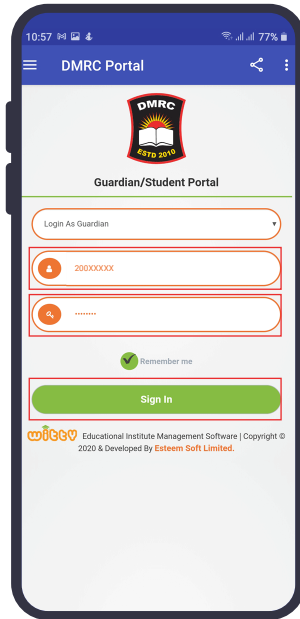 10:57
77%
DMRC Portal
DMRC
ESTD 2010
Guardian/Student Portal
Login As Guardian
200XXXXX
········
Remember me
Sign In
witty Educational Institute Management Software | Copyright ©
2020 & Developed By Esteem Soft Limited.